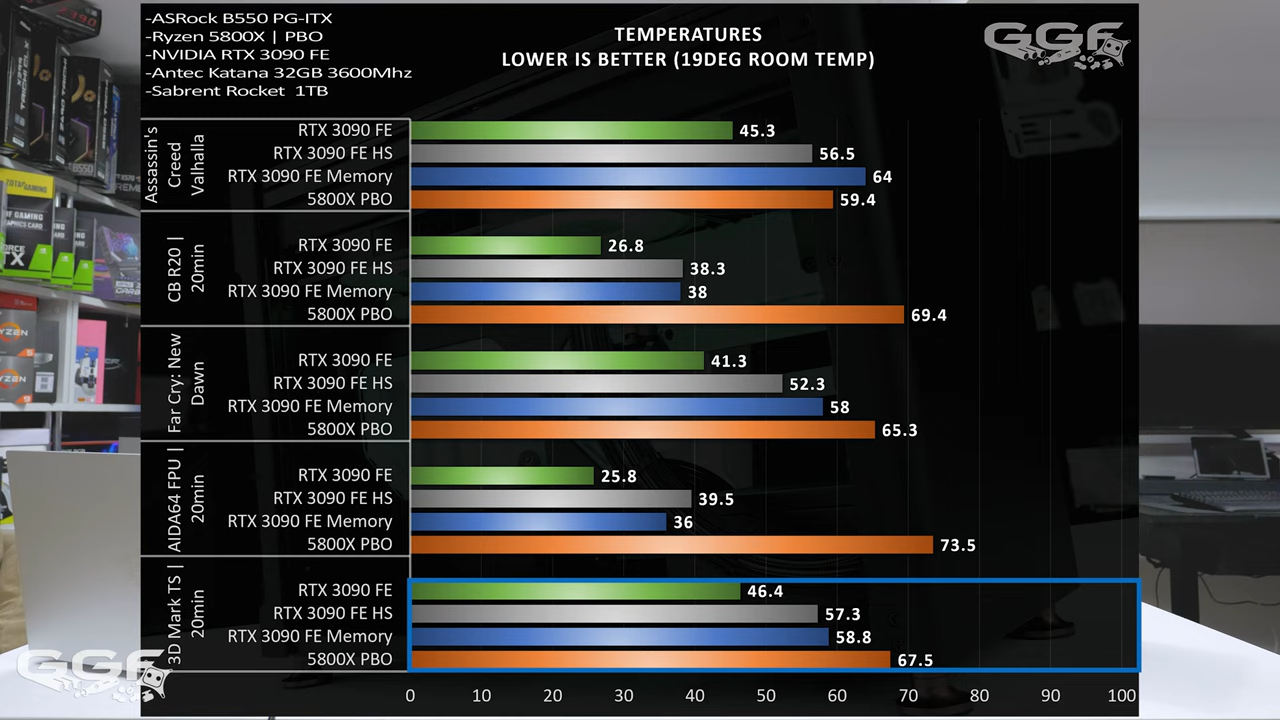 -ASRock B550 PG-ITX
-Ryzen 5800X | PBO
-NVIDIA RTX 3090 FE
-Antec Katana 32GB 3600Mhz
-Sabrent Rocket 1TB
TEMPERATURES
LOWER IS BETTER (19DEG ROOM TEMP)
GGF
Assassin's
Creed
Valhalla
RTX 3090 FE 45.3
RTX 3090 FE HS 56.5
RTX 3090 FE Memory 64
5800X PBO 59.4
CB R20 |
20min
RTX 3090 FE 26.8
RTX 3090 FE HS 38.3
RTX 3090 FE Memory 38
5800X PBO 69.4
Far Cry: New
Dawn
RTX 3090 FE 41.3
RTX 3090 FE HS 52.3
RTX 3090 FE Memory 58
5800X PBO 65.3
AIDA64 FPU |
20min
RTX 3090 FE 25.8
RTX 3090 FE HS 39.5
RTX 3090 FE Memory 36
5800X PBO 73.5
3D Mark TS |
20min
RTX 3090 FE 46.4
RTX 3090 FE HS 57.3
RTX 3090 FE Memory 58.8
5800X PBO 67.5
0 10 20 30 40 50 60 70 80 90 100
GGF
B550